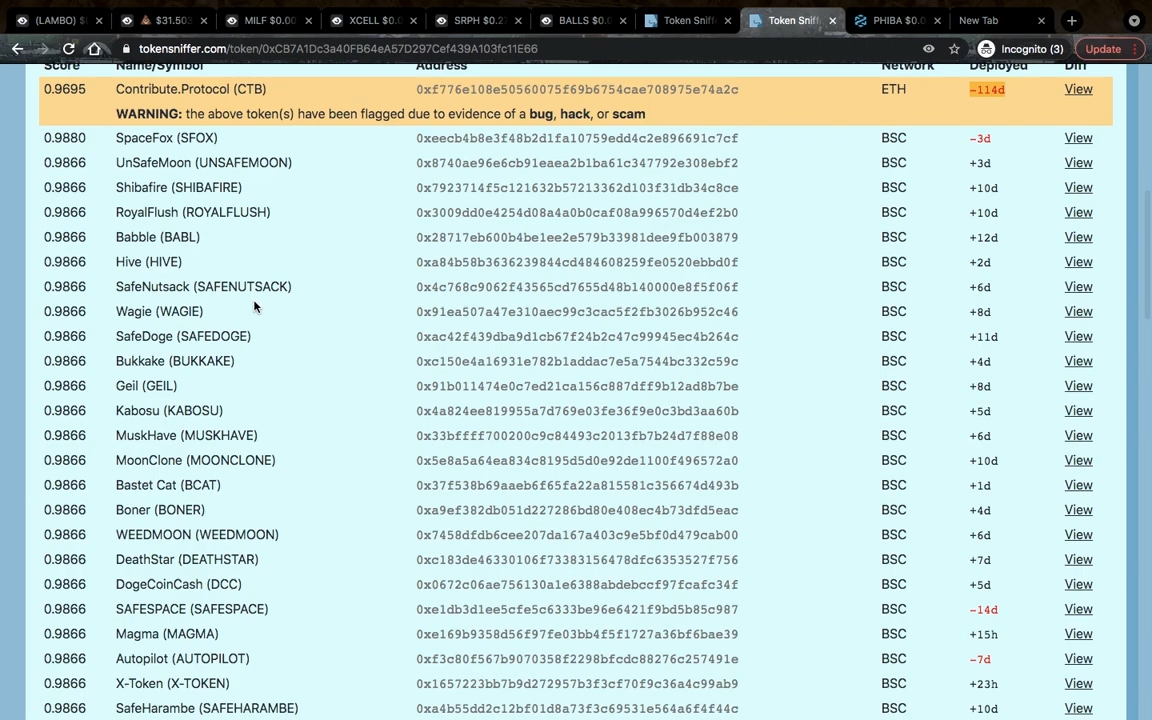 (LAMBO) $ 💩 $31.503 MILF $0.00 XCELL $0.0 SRPH $0.2 BALLS $0.0 Token Sniff Token Sniff PHIBA $0.0 New Tab
tokensniffer.com/token/0xCB7A1Dc3a40FB64eA57D297Cef439A103fc11E66 Incognito (3) Update
Score Name/Symbol Address Network Deployed Diff
0.9695 Contribute.Protocol (CTB) 0xf776e108e50560075f69b6754cae708975e74a2c ETH -114d View
WARNING: the above token(s) have been flagged due to evidence of a bug, hack, or scam
0.9880 SpaceFox (SFOX) 0xeecb4b8e3f48b2d1fa10759edd4c2e896691c7cf BSC -3d View
0.9866 UnSafeMoon (UNSAFEMOON) 0x8740ae96e6cb91eaea2b1ba61c347792e308ebf2 BSC +3d View
0.9866 Shibafire (SHIBAFIRE) 0x7923714f5c121632b57213362d103f31db34c8ce BSC +10d View
0.9866 RoyalFlush (ROYALFLUSH) 0x3009dd0e4254d08a4a0b0caf08a996570d4ef2b0 BSC +10d View
0.9866 Babble (BABL) 0x28717eb600b4be1ee2e579b33981dee9fb003879 BSC +12d View
0.9866 Hive (HIVE) 0xa84b58b3636239844cd484608259fe0520ebbd0f BSC +2d View
0.9866 SafeNutsack (SAFENUTSACK) 0x4c768c9062f43565cd7655d48b140000e8f5f06f BSC +6d View
0.9866 Wagie (WAGIE) 0x91ea507a47e310aec99c3cac5f2fb3026b952c46 BSC +8d View
0.9866 SafeDoge (SAFEDOGE) 0xac42f439dba9d1cb67f24b2c47c99945ec4b264c BSC +11d View
0.9866 Bukkake (BUKKAKE) 0xc150e4a16931e782b1addac7e5a7544bc332c59c BSC +4d View
0.9866 Geil (GEIL) 0x91b011474e0c7ed21ca156c887dff9b12ad8b7be BSC +8d View
0.9866 Kabosu (KABOSU) 0x4a824ee819955a7d769e03fe36f9e0c3bd3aa60b BSC +5d View
0.9866 MuskHave (MUSKHAVE) 0x33bffff700200c9c84493c2013fb7b24d7f88e08 BSC +6d View
0.9866 MoonClone (MOONCLONE) 0x5e8a5a64ea834c8195d5d0e92de1100f496572a0 BSC +10d View
0.9866 Bastet Cat (BCAT) 0x37f538b69aaeb6f65fa22a815581c356674d493b BSC +1d View
0.9866 Boner (BONER) 0xa9ef382db051d227286bd80e408ec4b73dfd5eac BSC +4d View
0.9866 WEEDMOON (WEEDMOON) 0x7458dfdb6cee207da167a403c9e5bf0d479cab00 BSC +6d View
0.9866 DeathStar (DEATHSTAR) 0xc183de46330106f73383156478dfc6353527f756 BSC +7d View
0.9866 DogeCoinCash (DCC) 0x0672c06ae756130a1e6388abdebccf97fcafc34f BSC +5d View
0.9866 SAFESPACE (SAFESPACE) 0xe1db3d1ee5cfe5c6333be96e6421f9bd5b85c987 BSC -14d View
0.9866 Magma (MAGMA) 0xe169b9358d56f97fe03bb4f5f1727a36bf6bae39 BSC +15h View
0.9866 Autopilot (AUTOPILOT) 0xf3c80f567b9070358f2298bfcdc88276c257491e BSC -7d View
0.9866 X-Token (X-TOKEN) 0x1657223bb7b9d272957b3f3cf70f9c36a4c99ab9 BSC +23h View
0.9866 SafeHarambe (SAFEHARAMBE) 0xa4b55dd2c12bf01d8a73f3c69531e564a6f4f44c BSC +10d View